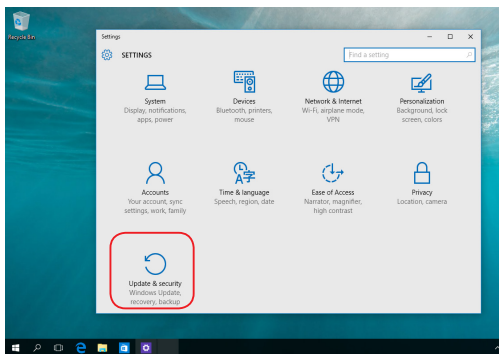 Recycle Bin
Settings
SETTINGS
Find a setting
System
Display, notifications,
apps, power
Devices
Bluetooth, printers,
mouse
Network & Internet
Wi-Fi, airplane mode,
VPN
Personalization
Background, lock
screen, colors
Accounts
Your account, sync
settings, work, family
Time & language
Speech, region, date
Ease of Access
Narrator, magnifier,
high contrast
Privacy
Location, camera
Update & security
Windows Update,
recovery, backup